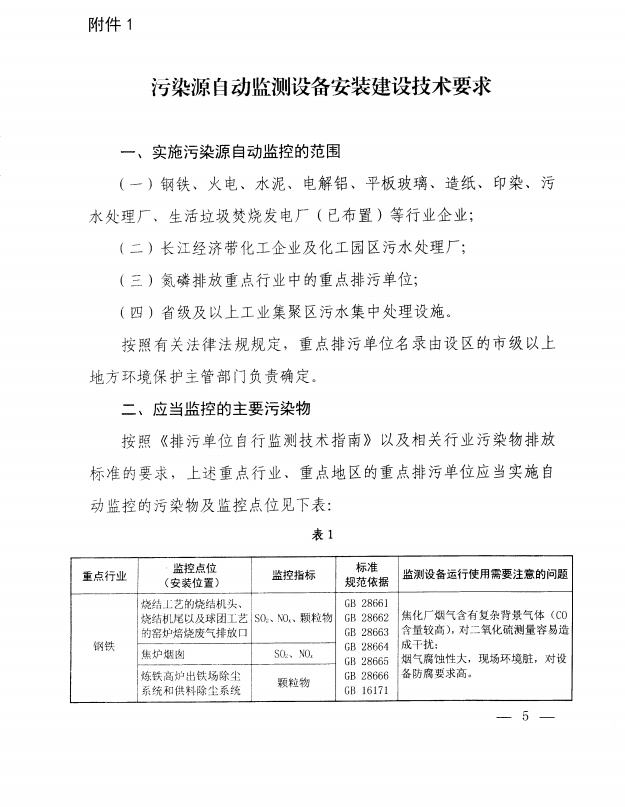 附件 1
污染源自动监测设备安装建设技术要求
一、实施污染源自动监控的范围
（一）钢铁、火电、水泥、电解铝、平板玻璃、造纸、印染、污
水处理厂、生活垃圾焚烧发电厂（已布置）等行业企业；
（二）长江经济带化工企业及化工园区污水处理厂；
（三）氮磷排放重点行业中的重点排污单位；
（四）省级及以上工业集聚区污水集中处理设施。
按照有关法律法规规定，重点排污单位名录由设区的市级以上
地方环境保护主管部门负责确定。
二、应当监控的主要污染物
按照《排污单位自行监测技术指南》以及相关行业污染物排放
标准的要求，上述重点行业、重点地区的重点排污单位应当实施自
动监控的污染物及监控点位见下表：
表 1
重点行业
监控点位
（安装位置）
监控指标
标准
规范依据
监测设备运行使用需要注意的问题
钢铁
烧结工艺的烧结机头、
烧结机尾以及球团工艺
的窑炉焙烧废气排放口
SO₂、NOₓ、颗粒物
焦炉烟囱
SO₂、NOₓ
炼铁高炉出铁场除尘
系统和供料除尘系统
颗粒物
GB 28661
GB 28662
GB 28663
GB 28664
GB 28665
GB 28666
GB 16171
焦化厂烟气含有复杂背景气体（CO
含量较高），对二氧化硫测量容易造
成干扰；
烟气腐蚀性大，现场环境脏，对设
备防腐要求高。
— 5 —